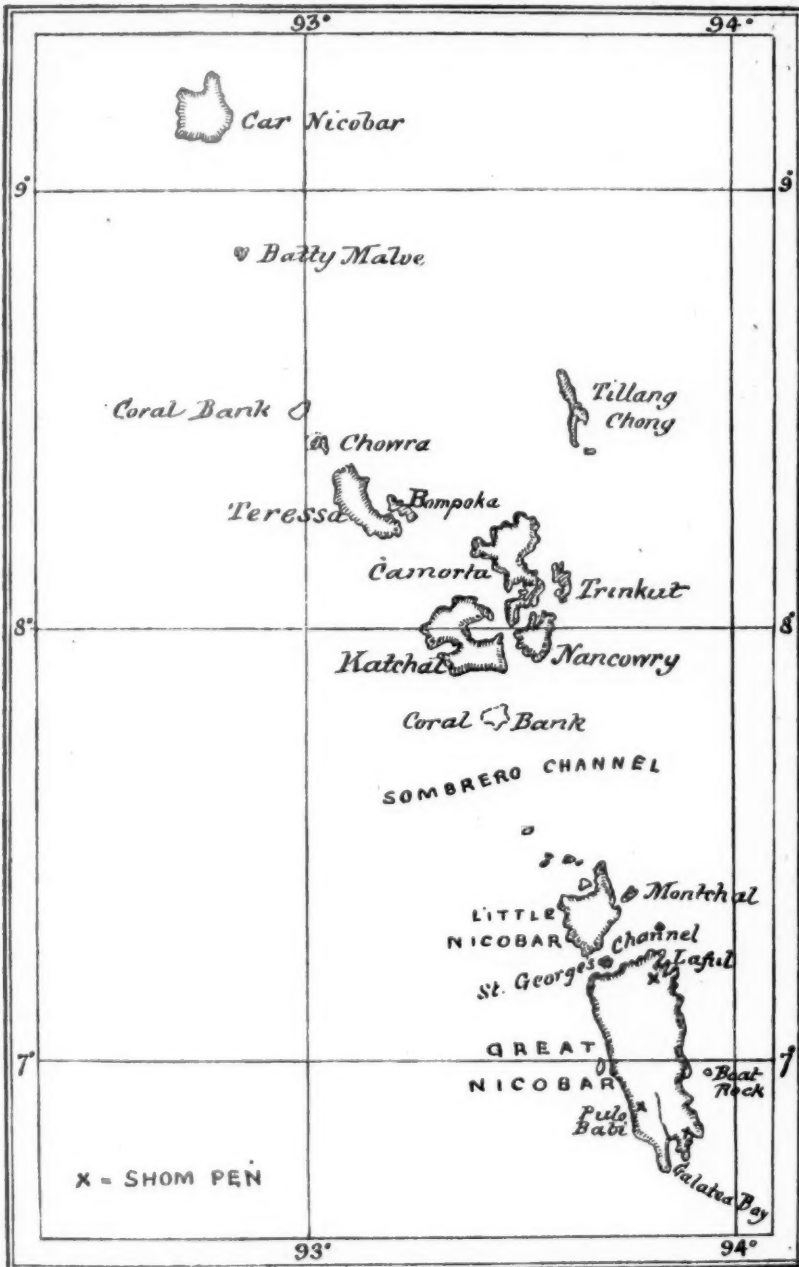 93° 94°
Car Nicobar
9° 9°
Batty Malve
Tillang
Chong
Coral Bank
Chowra
Bompoka
Teressa
Camorta
Trinkut
8° 8°
Katchal
Nancowry
Coral Bank
SOMBRERO CHANNEL
Montchal
LITTLE
NICOBAR
St. Georges Channel
Laful
GREAT
7° 7°
NICOBAR
Boat
Rock
Pulo
Babi
X = SHOM PEN
Galatea Bay
93° 94°